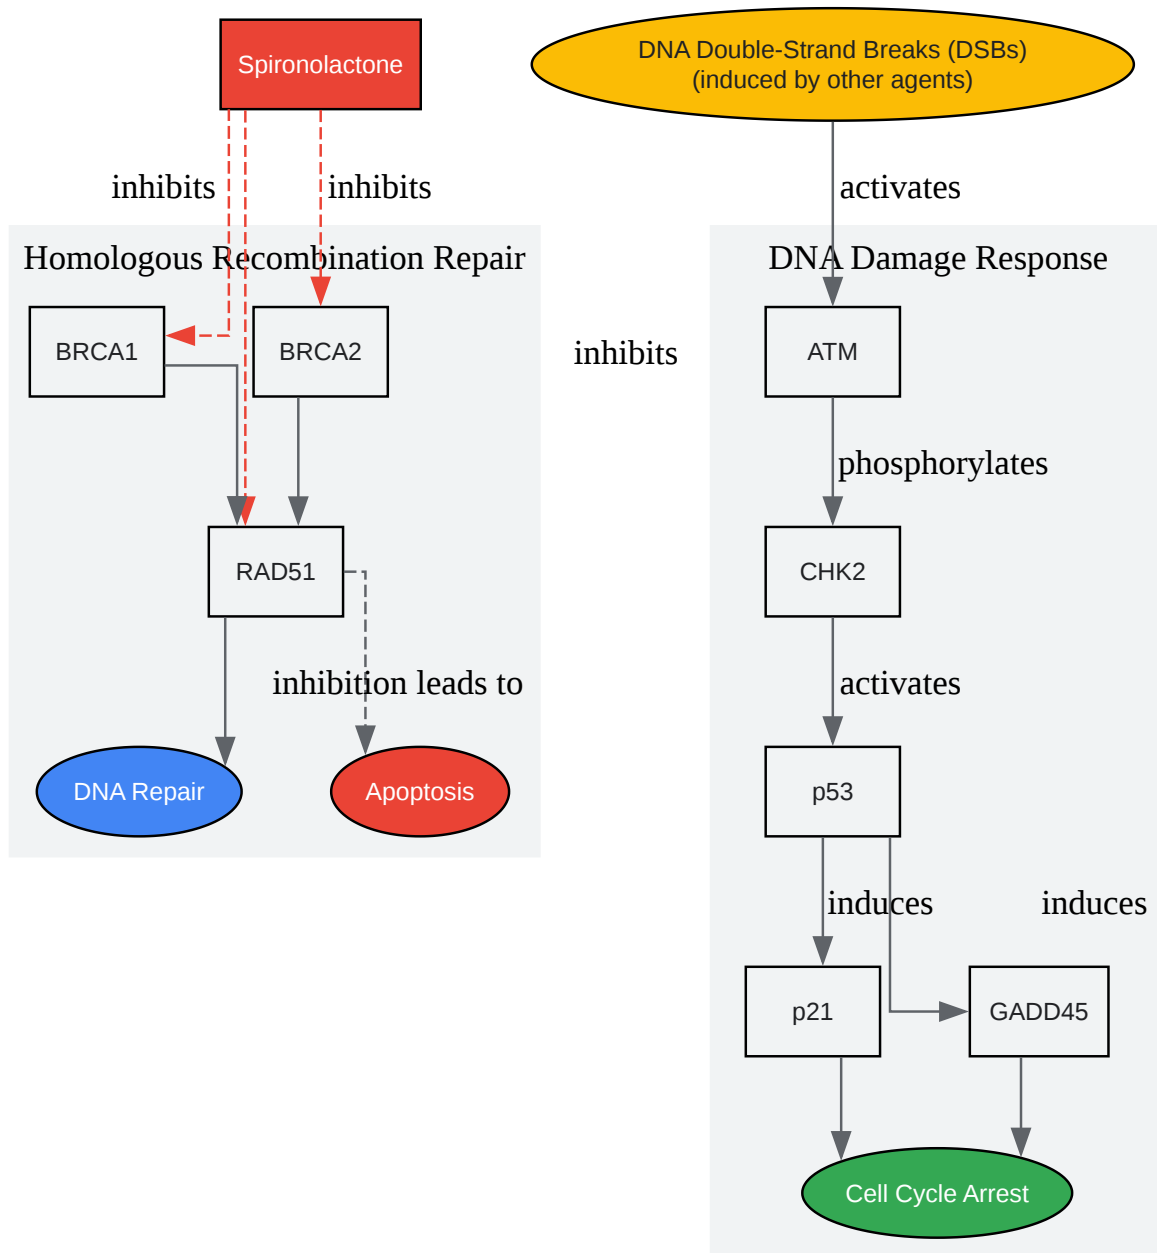 Spironolactone
DNA Double-Strand Breaks (DSBs)
(induced by other agents)
inhibits
inhibits
activates
Homologous Recombination Repair
DNA Damage Response
BRCA1
BRCA2
inhibits
ATM
phosphorylates
RAD51
CHK2
inhibition leads to
activates
DNA Repair
Apoptosis
p53
induces
induces
p21
GADD45
Cell Cycle Arrest